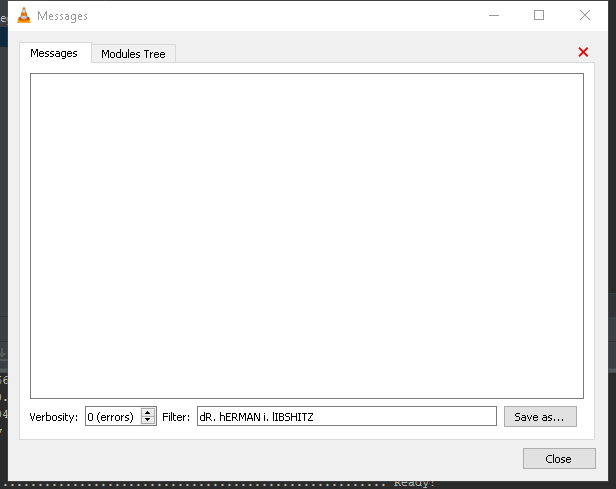 Messages
Messages Modules Tree
Verbosity: 0 (errors) Filter: dR. hERMAN i. lIBSHITZ Save as...
Close
Ready!